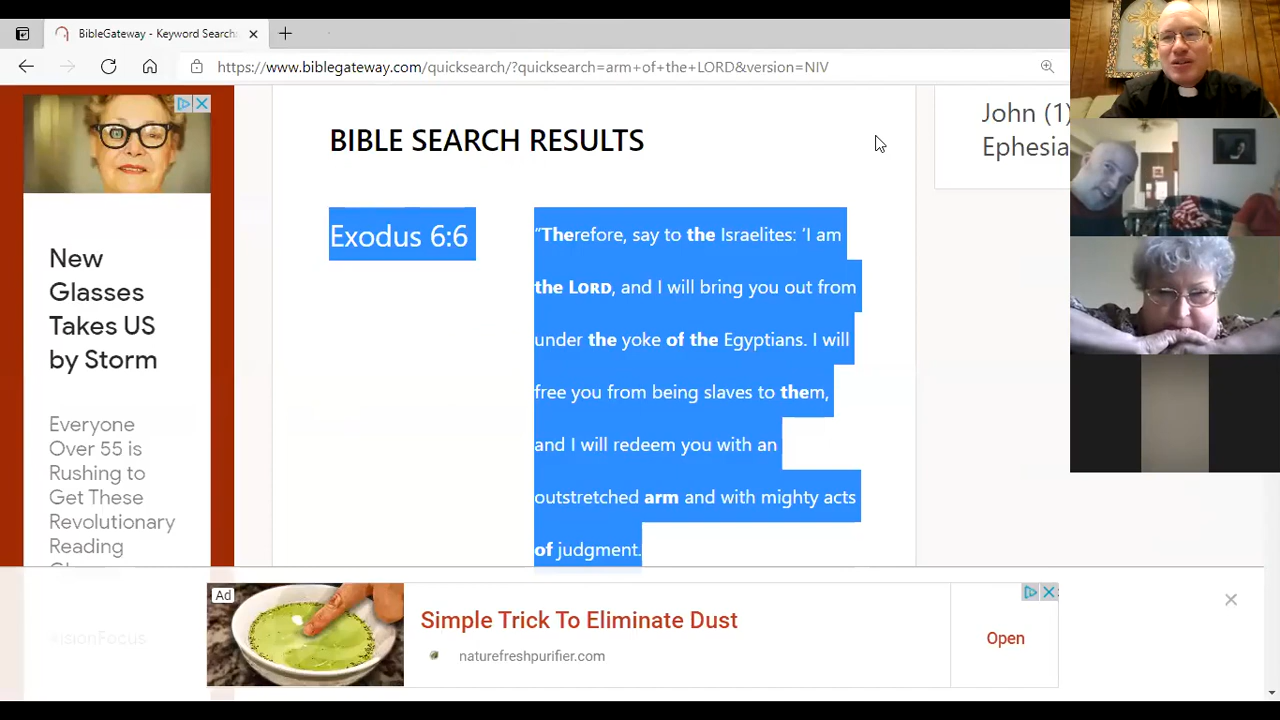 BibleGateway - Keyword Search:
https://www.biblegateway.com/quicksearch/?quicksearch=arm+of+the+LORD&version=NIV
BIBLE SEARCH RESULTS
Exodus 6:6
“Therefore, say to the Israelites: ‘I am
the LORD, and I will bring you out from
under the yoke of the Egyptians. I will
free you from being slaves to them,
and I will redeem you with an
outstretched arm and with mighty acts
of judgment.
John (1)
Ephesia
New
Glasses
Takes US
by Storm
Everyone
Over 55 is
Rushing to
Get These
Revolutionary
Reading
Ad
Simple Trick To Eliminate Dust
naturefreshpurifier.com
Open